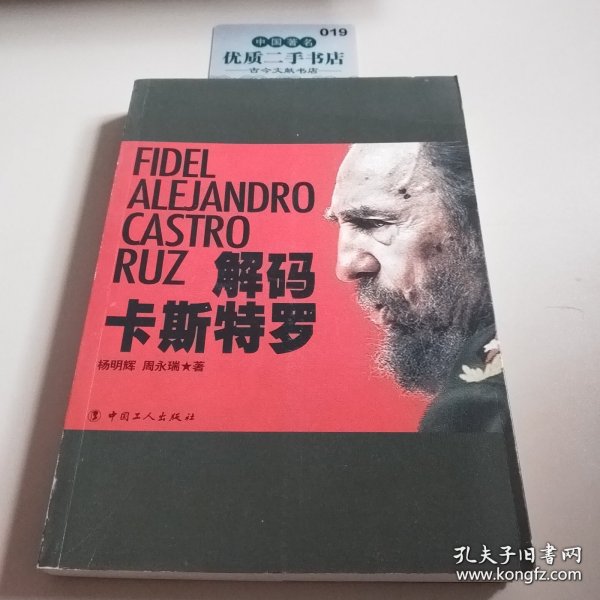 019
中国著名
优质二手书店
古今文献书店
FIDEL
ALEJANDRO
CASTRO
RUZ 解码
卡斯特罗
杨明辉 周永瑞★著
中国工人出版社
孔夫子旧书网
www.kongfz.com